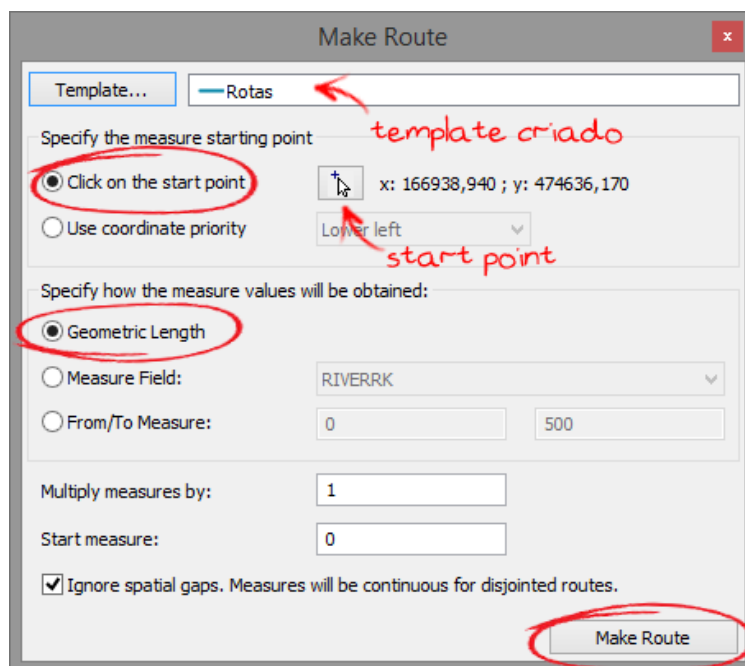 Make Route
x
Template...
Rotas
template criado
Specify the measure starting point
Click on the start point
x: 166938,940 ; y: 474636,170
Use coordinate priority
Lower left
start point
Specify how the measure values will be obtained:
Geometric Length
Measure Field:
RIVERRK
From/To Measure:
0
500
Multiply measures by:
1
Start measure:
0
Ignore spatial gaps. Measures will be continuous for disjointed routes.
Make Route